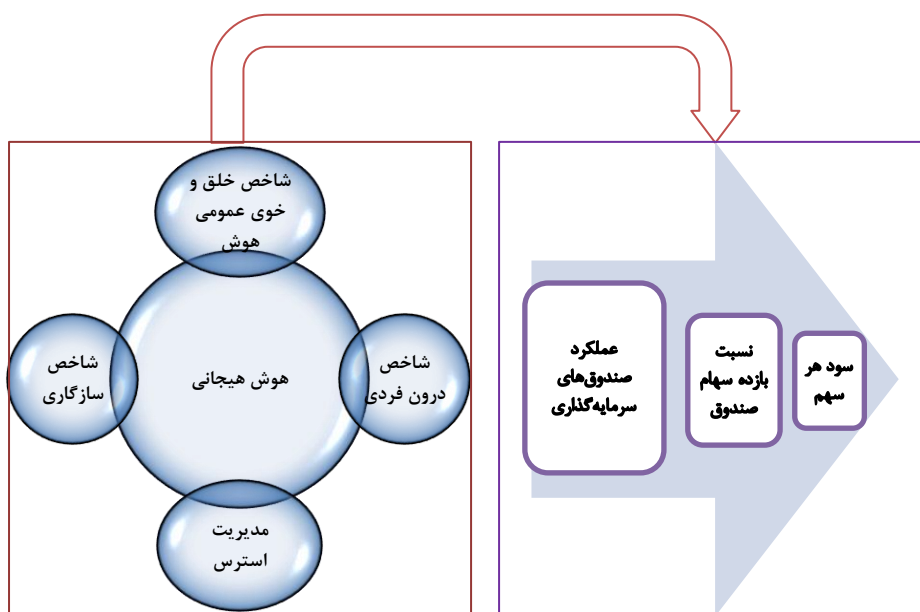 شاخص خلق و
خوی عمومی
هوش
شاخص
سازگاری
هوش هیجانی
شاخص
درون فردی
مدیریت
استرس
عملکرد
صندوق‌های
سرمایه‌گذاری
نسبت
بازده سهام
صندوق
سود هر
سهم